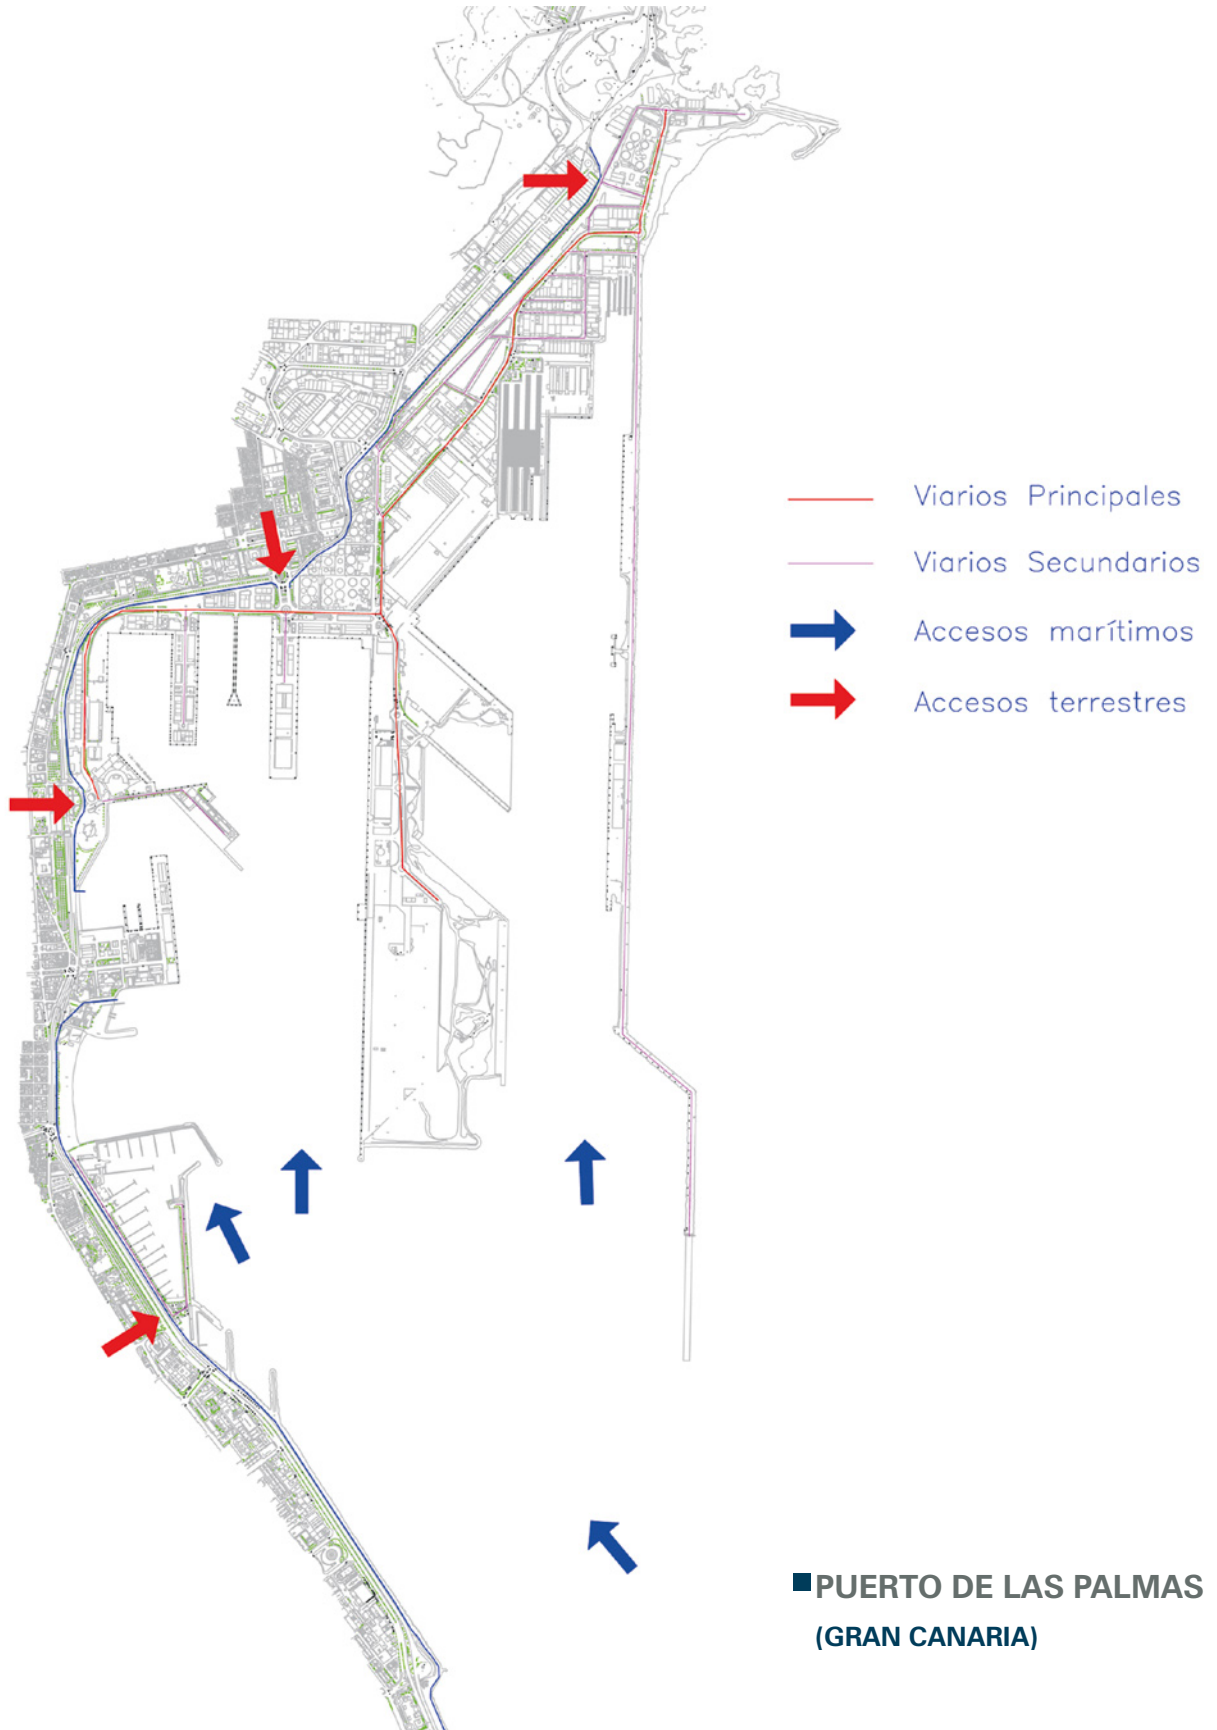 Viarios Principales
Viarios Secundarios
Accesos marítimos
Accesos terrestres
PUERTO DE LAS PALMAS
(GRAN CANARIA)